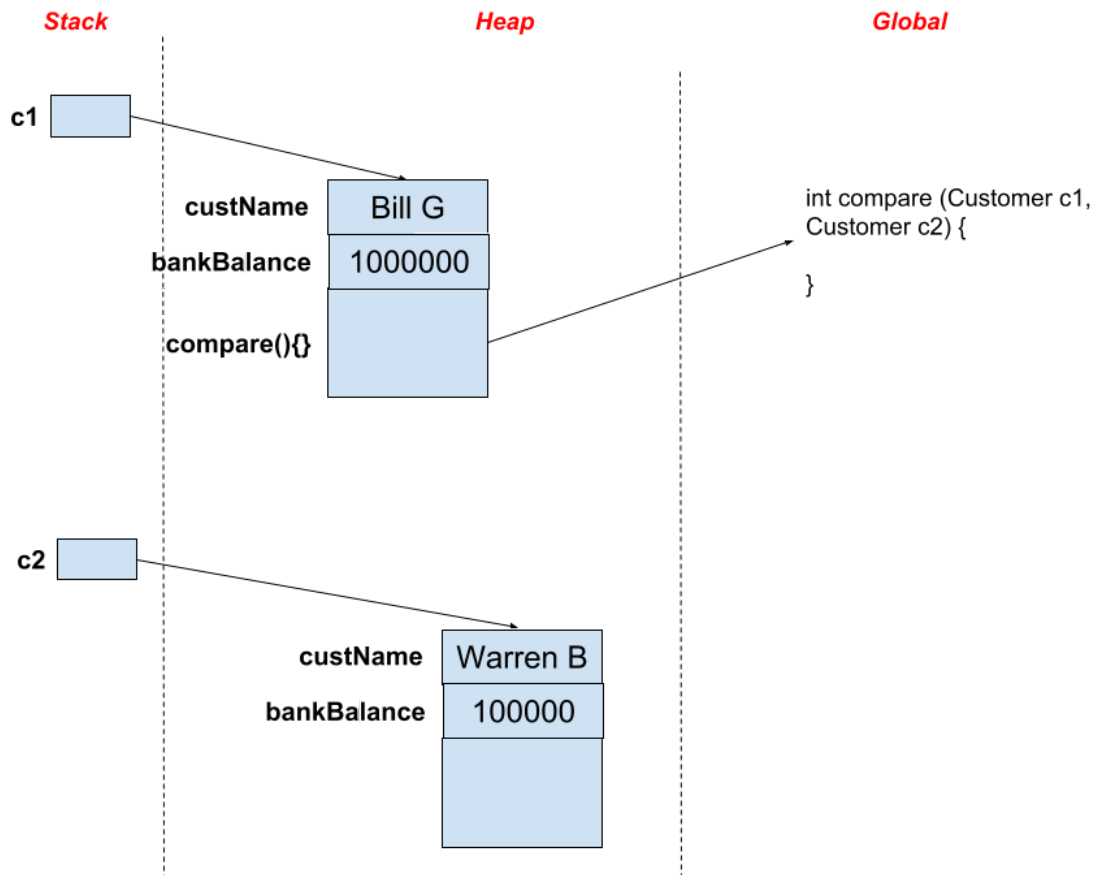 Stack
Heap
Global
c1
custName
Bill G
bankBalance
1000000
compare(){}
int compare (Customer c1,
Customer c2) {
}
c2
custName
Warren B
bankBalance
100000